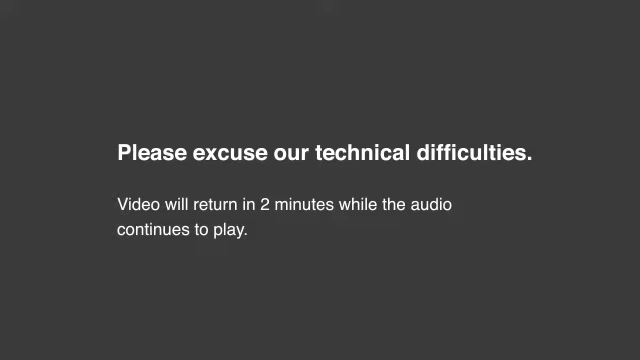 Please excuse our technical difficulties.
Video will return in 2 minutes while the audio
continues to play.